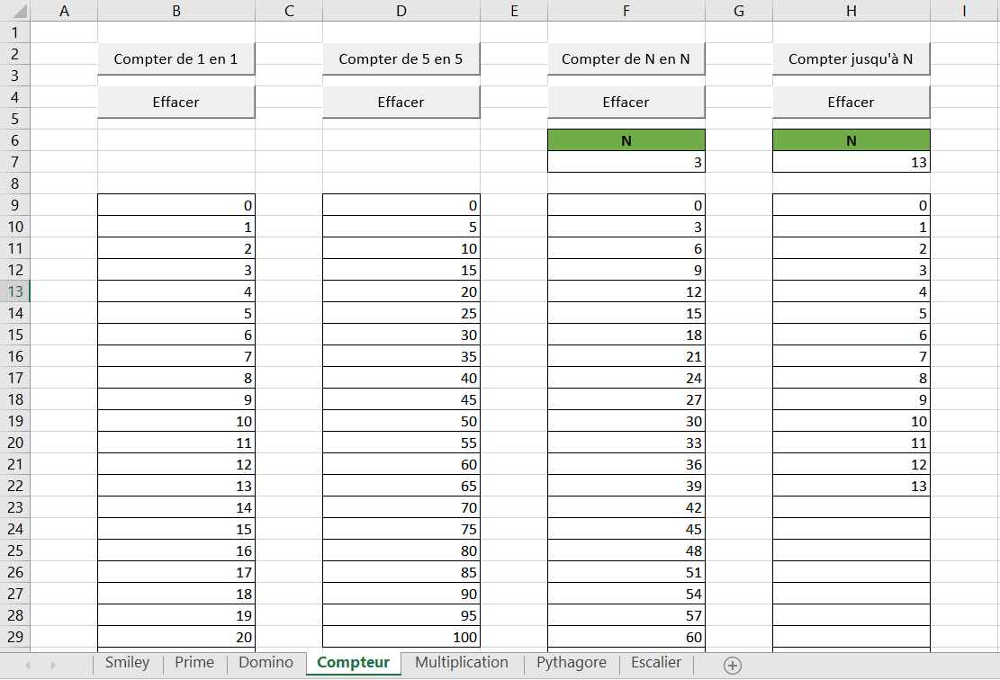 A B C D E F G H I
1
2 Compter de 1 en 1 Compter de 5 en 5 Compter de N en N Compter jusqu'à N
3
4 Effacer Effacer Effacer Effacer
5
6 N N
7 3 13
8
9 0 0 0 0
10 1 5 3 1
11 2 10 6 2
12 3 15 9 3
13 4 20 12 4
14 5 25 15 5
15 6 30 18 6
16 7 35 21 7
17 8 40 24 8
18 9 45 27 9
19 10 50 30 10
20 11 55 33 11
21 12 60 36 12
22 13 65 39 13
23 14 70 42
24 15 75 45
25 16 80 48
26 17 85 51
27 18 90 54
28 19 95 57
29 20 100 60
Smiley Prime Domino Compteur Multiplication Pythagore Escalier